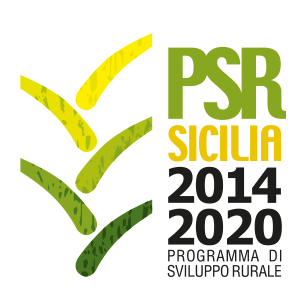 PSR
SICILIA
2014
2020
PROGRAMMA DI
SVILUPPO RURALE